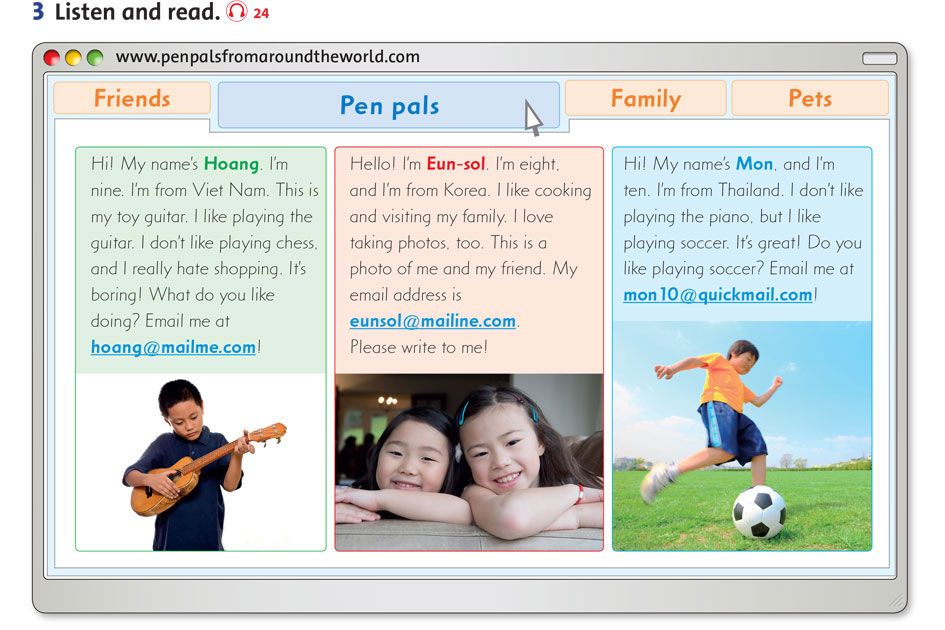 3 Listen and read. 24
www.penpalsfromaroundtheworld.com
Friends
Pen pals
Family
Pets
Hi! My name's Hoang. I'm
nine. I'm from Viet Nam. This is
my toy guitar. I like playing the
guitar. I don't like playing chess,
and I really hate shopping. It's
boring! What do you like
doing? Email me at
hoang@mailme.com!
Hello! I'm Eun-sol. I'm eight,
and I'm from Korea. I like cooking
and visiting my family. I love
taking photos, too. This is a
photo of me and my friend. My
email address is
eunsol@mailine.com.
Please write to me!
Hi! My name's Mon, and I'm
ten. I'm from Thailand. I don't like
playing the piano, but I like
playing soccer. It's great! Do you
like playing soccer? Email me at
mon10@quickmail.com!